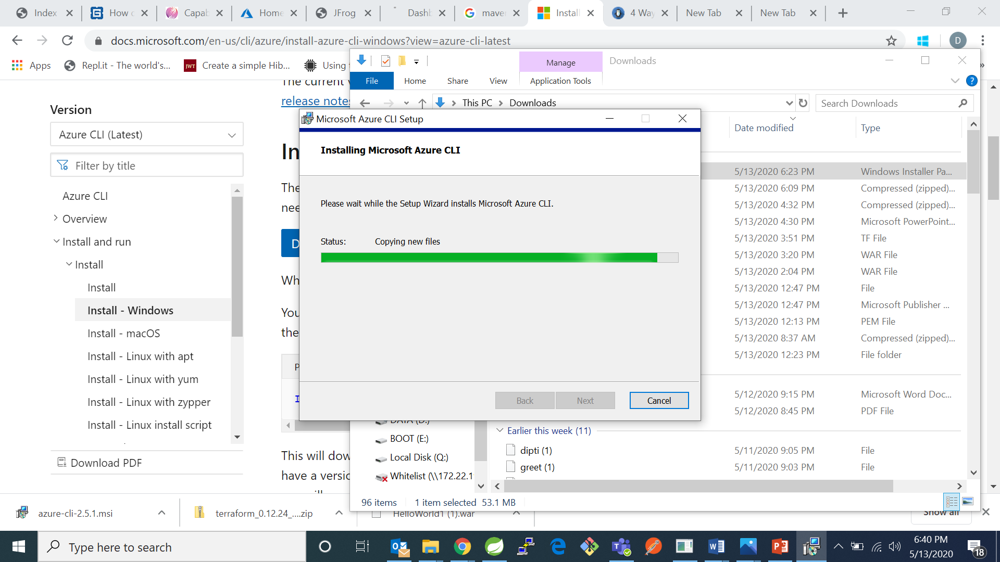 Index
How c
Capab
Home
JFrog
Dashb
maver
Install
4 Way
New Tab
New Tab
docs.microsoft.com/en-us/cli/azure/install-azure-cli-windows?view=azure-cli-latest
D
Apps
Repl.it - The world's...
JWT
Create a simple Hib...
Using
»
Manage
Downloads
File
Home
Share
View
Application Tools
?
This PC
Downloads
Search Downloads
The current v
release notes
Version
Azure CLI (Latest)
Filter by title
Azure CLI
Overview
Install and run
Install
Install
Install - Windows
Install - macOS
Install - Linux with apt
Install - Linux with yum
Install - Linux with zypper
Install - Linux install script
Download PDF
In
The
nee
D
Wh
You
the
P
I
This will dow
have a versio
Microsoft Azure CLI Setup
Installing Microsoft Azure CLI
Please wait while the Setup Wizard installs Microsoft Azure CLI.
Status: Copying new files
Back
Next
Cancel
Date modified Type
5/13/2020 6:23 PM Windows Installer Pa...
5/13/2020 6:09 PM Compressed (zipped)...
5/13/2020 4:32 PM Compressed (zipped)...
5/13/2020 4:30 PM Microsoft PowerPoint...
5/13/2020 3:51 PM TF File
5/13/2020 3:20 PM WAR File
5/13/2020 2:04 PM WAR File
5/13/2020 12:47 PM File
5/13/2020 12:47 PM Microsoft Publisher ...
5/13/2020 12:13 PM PEM File
5/13/2020 8:37 AM Compressed (zipped)...
5/13/2020 12:23 PM File folder
5/12/2020 9:15 PM Microsoft Word Doc...
5/12/2020 8:45 PM PDF File
DATA (D:)
BOOT (E:)
Local Disk (Q:)
Whitelist (\\172.22.1
Earlier this week (11)
dipti (1) 5/11/2020 9:05 PM File
greet (1) 5/11/2020 9:03 PM File
96 items 1 item selected 53.1 MB
azure-cli-2.5.1.msi
terraform_0.12.24_....zip
HelloWorld1 (1).war
Show all
Type here to search
6:40 PM
5/13/2020
18